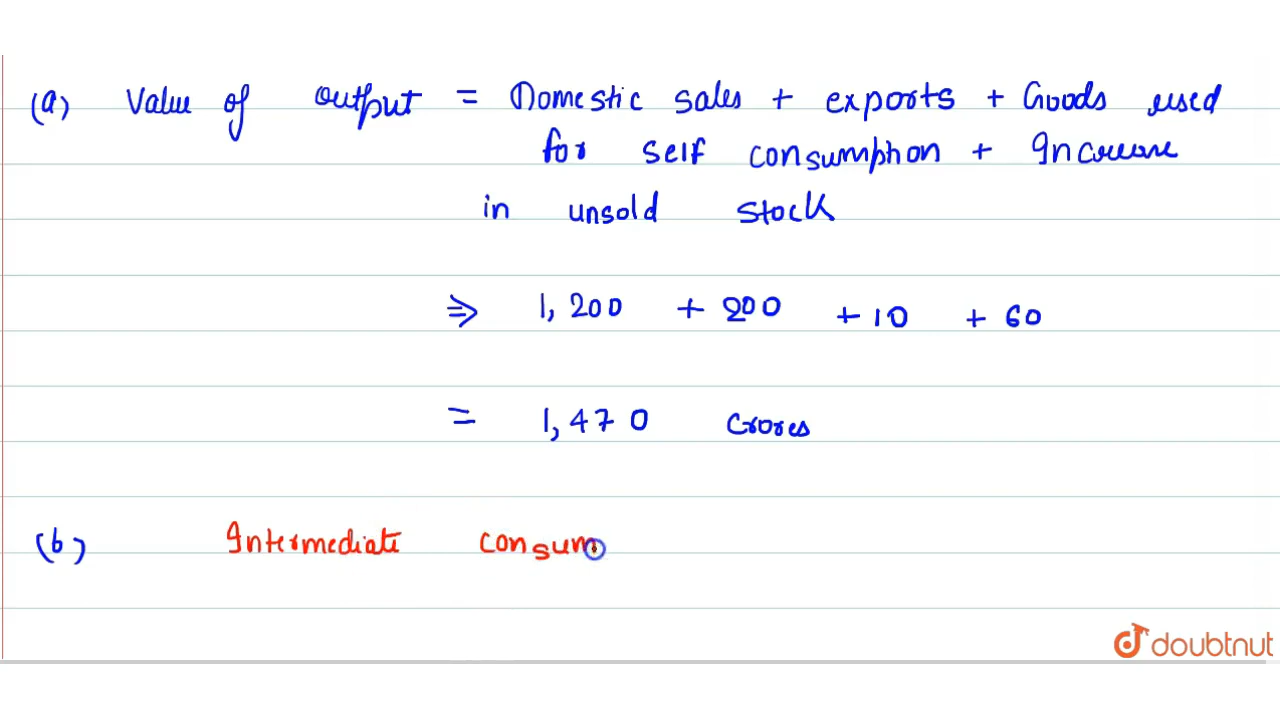 (a) Value of output = Domestic sales + exports + Goods used
for self consumption + Increase
in unsold stock
⇒ 1,200 + 200 + 10 + 60
= 1,470 crores
(b) Intermediate consum
doubtnut